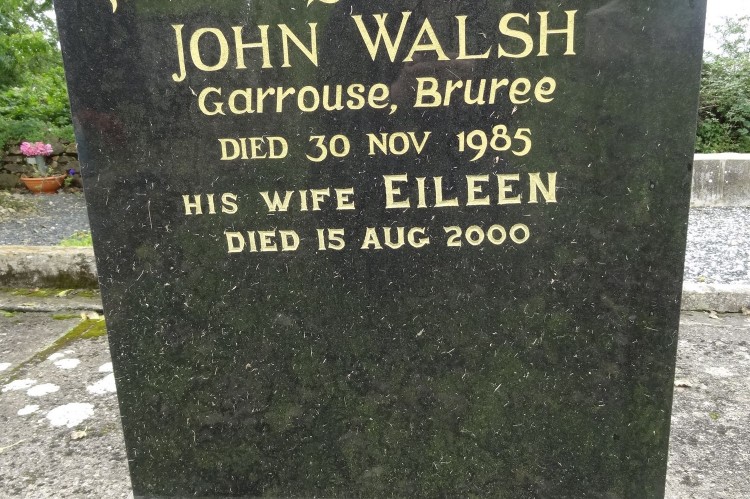 JOHN WALSH
Garrouse, Bruree
DIED 30 NOV 1985
HIS WIFE EILEEN
DIED 15 AUG 2000